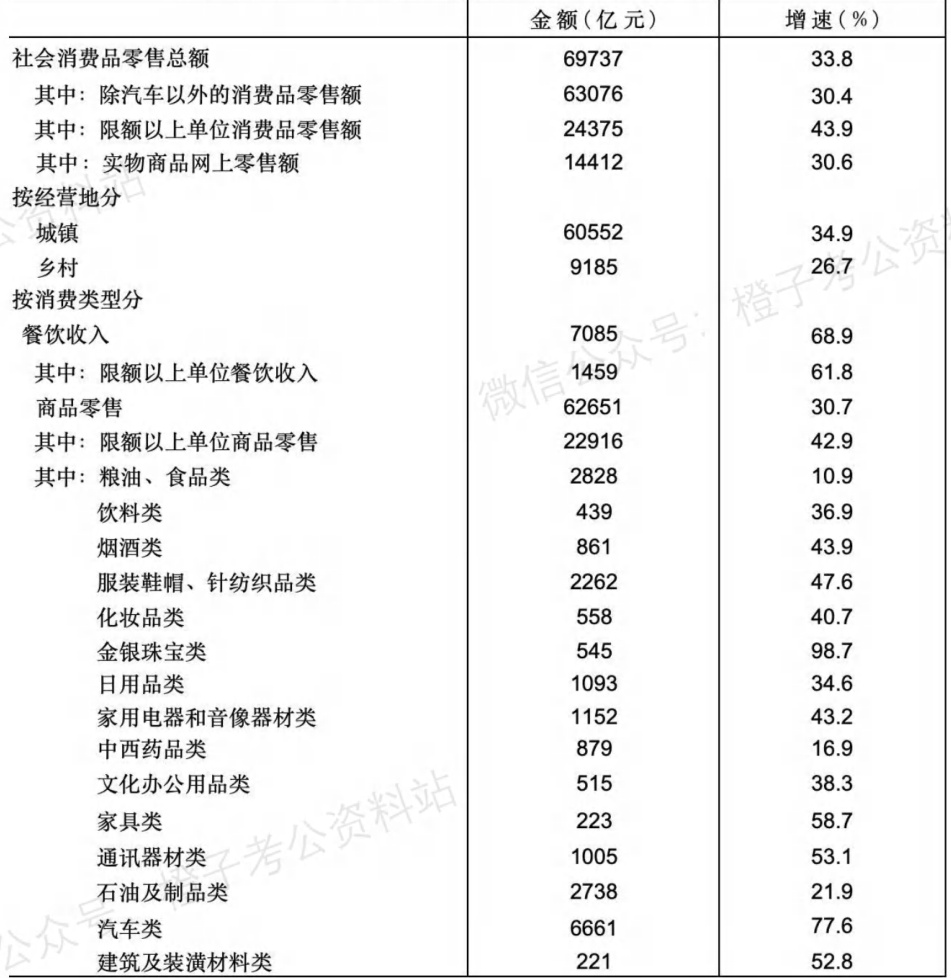 金额(亿元) 增速(%)
社会消费品零售总额 69737 33.8
其中：除汽车以外的消费品零售额 63076 30.4
其中：限额以上单位消费品零售额 24375 43.9
其中：实物商品网上零售额 14412 30.6
按经营地分
城镇 60552 34.9
乡村 9185 26.7
按消费类型分
餐饮收入 7085 68.9
其中：限额以上单位餐饮收入 1459 61.8
商品零售 62651 30.7
其中：限额以上单位商品零售 22916 42.9
其中：粮油、食品类 2828 10.9
饮料类 439 36.9
烟酒类 861 43.9
服装鞋帽、针纺织品类 2262 47.6
化妆品类 558 40.7
金银珠宝类 545 98.7
日用品类 1093 34.6
家用电器和音像器材类 1152 43.2
中西药品类 879 16.9
文化办公用品类 515 38.3
家具类 223 58.7
通讯器材类 1005 53.1
石油及制品类 2738 21.9
汽车类 6661 77.6
建筑及装潢材料类 221 52.8
公资料站
微信公众号：橙子考公资料
公众号：橙子考公资料站